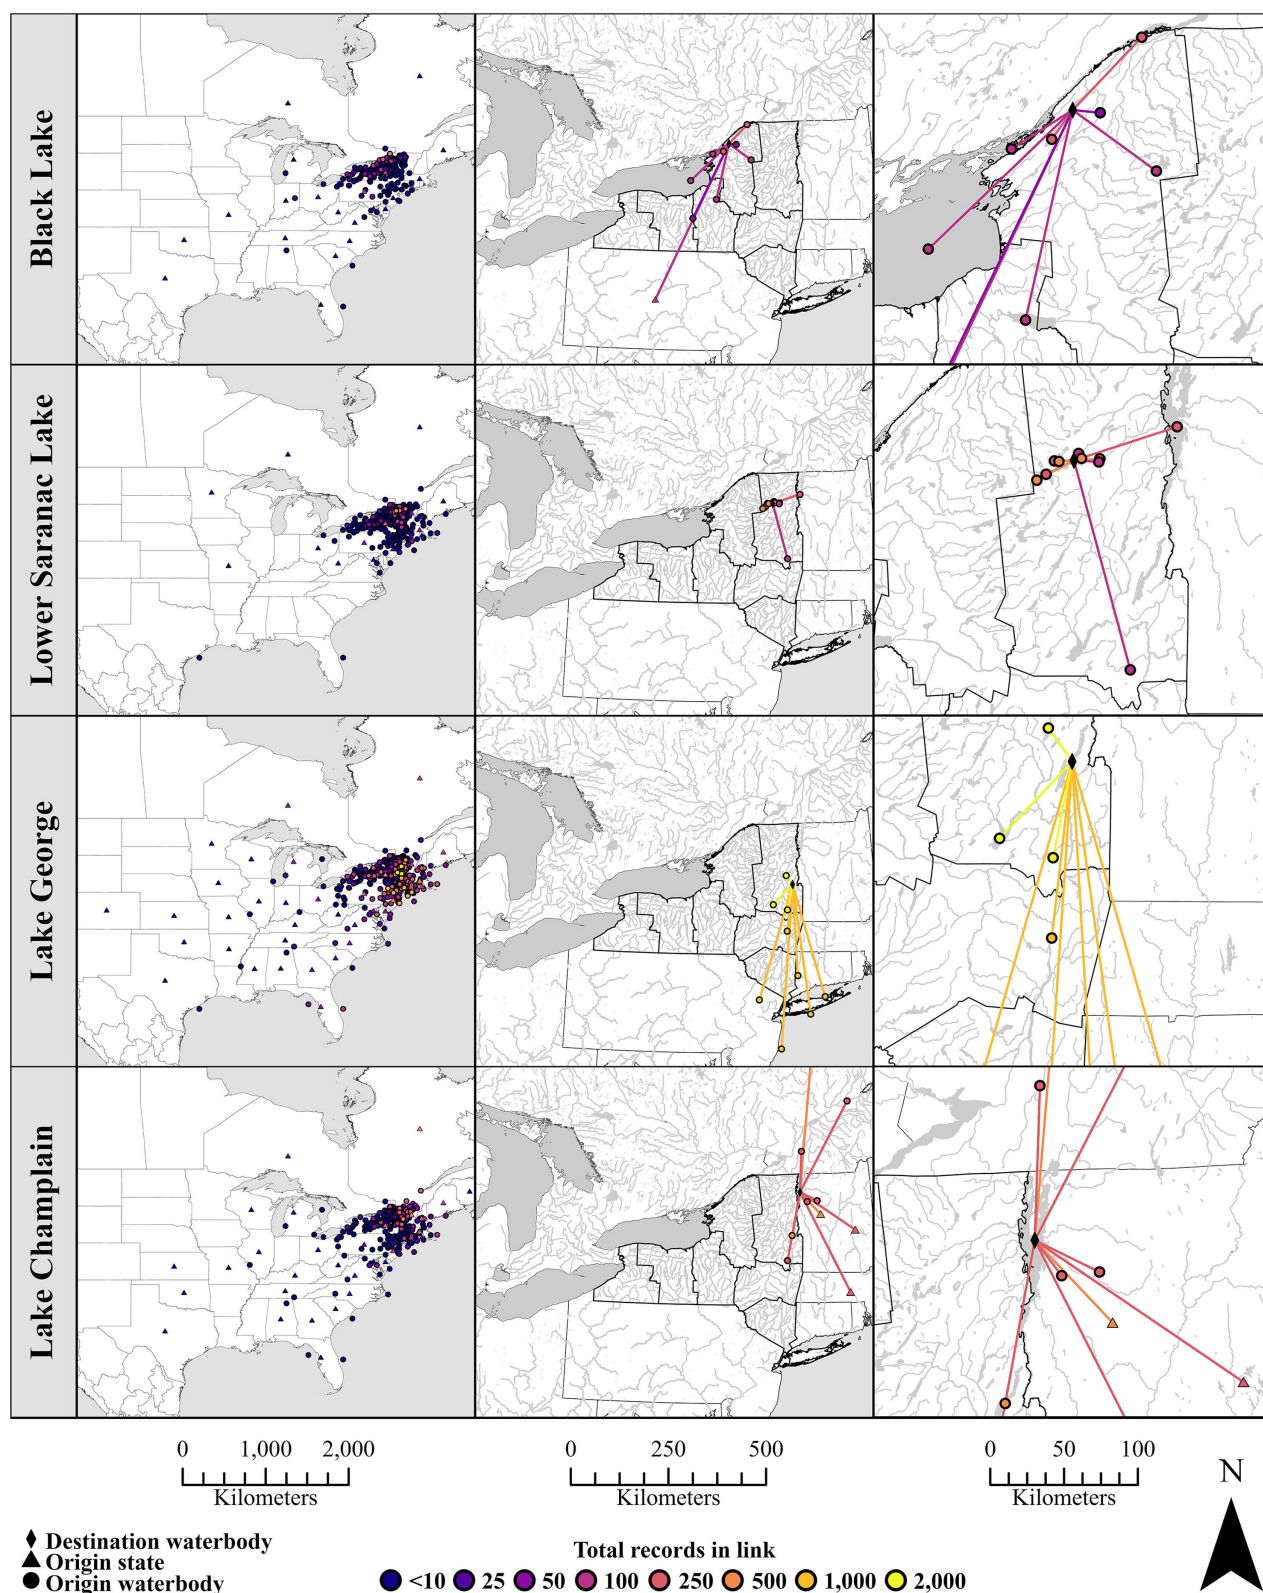 Black Lake
Lower Saranac Lake
Lake George
Lake Champlain
0 1,000 2,000
Kilometers
0 250 500
Kilometers
0 50 100
Kilometers
N
Destination waterbody
Origin state
Origin waterbody
Total records in link
<10 25 50 100 250 500 1,000 2,000